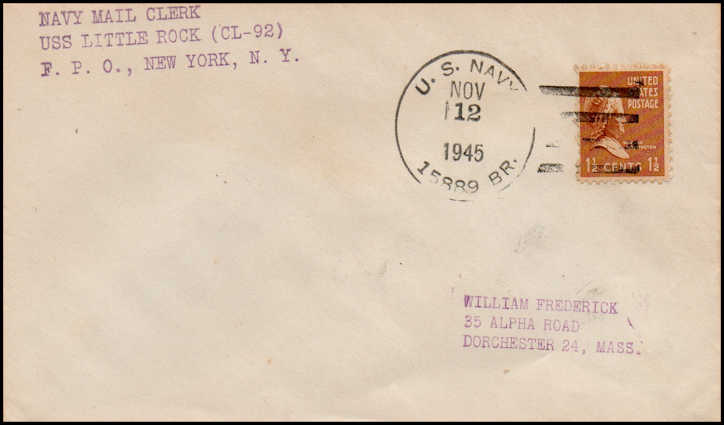 NAVY MAIL CLERK
USS LITTLE ROCK (CL-92)
F. P. O., NEW YORK, N. Y.
U. S. NAVY
NOV
12
1945
15889 BR.
UNITED
STATES
POSTAGE
1½ CENTS 1½
WILLIAM FREDERICK
35 ALPHA ROAD
DORCHESTER 24, MASS.